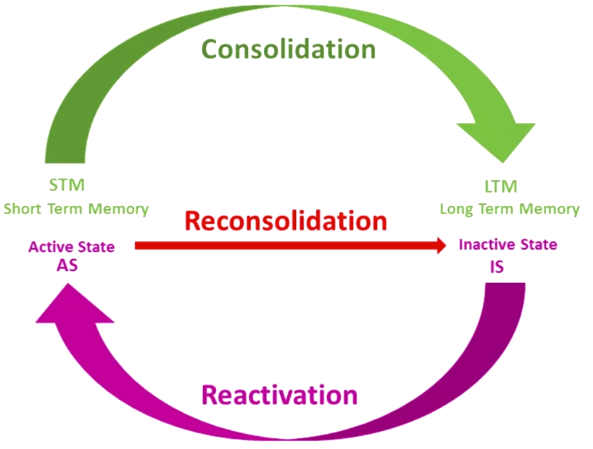 Consolidation
STM
Short Term Memory
LTM
Long Term Memory
Reconsolidation
Active State
AS
Inactive State
IS
Reactivation